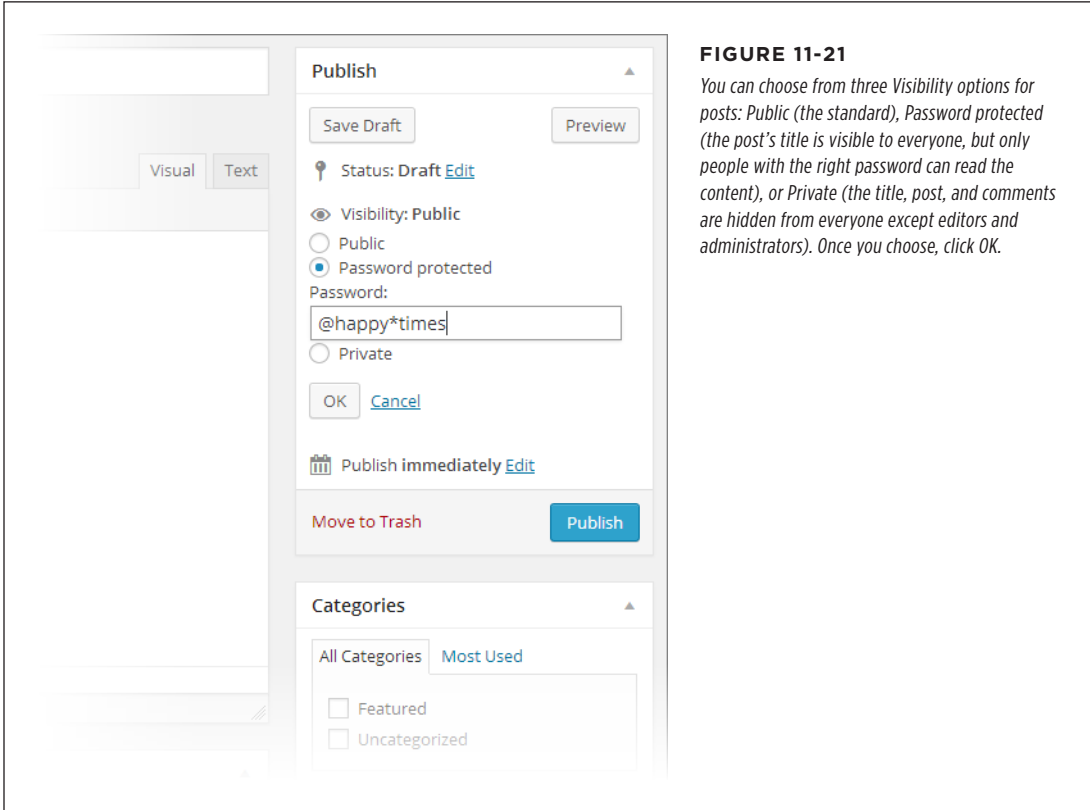 Publish
Save Draft
Preview
Visual
Text
Status: Draft Edit
Visibility: Public
Public
Password protected
Password:
@happy*times
Private
OK
Cancel
Publish immediately Edit
Move to Trash
Publish
Categories
All Categories
Most Used
Featured
Uncategorized
FIGURE 11-21
You can choose from three Visibility options for
posts: Public (the standard), Password protected
(the post’s title is visible to everyone, but only
people with the right password can read the
content), or Private (the title, post, and comments
are hidden from everyone except editors and
administrators). Once you choose, click OK.